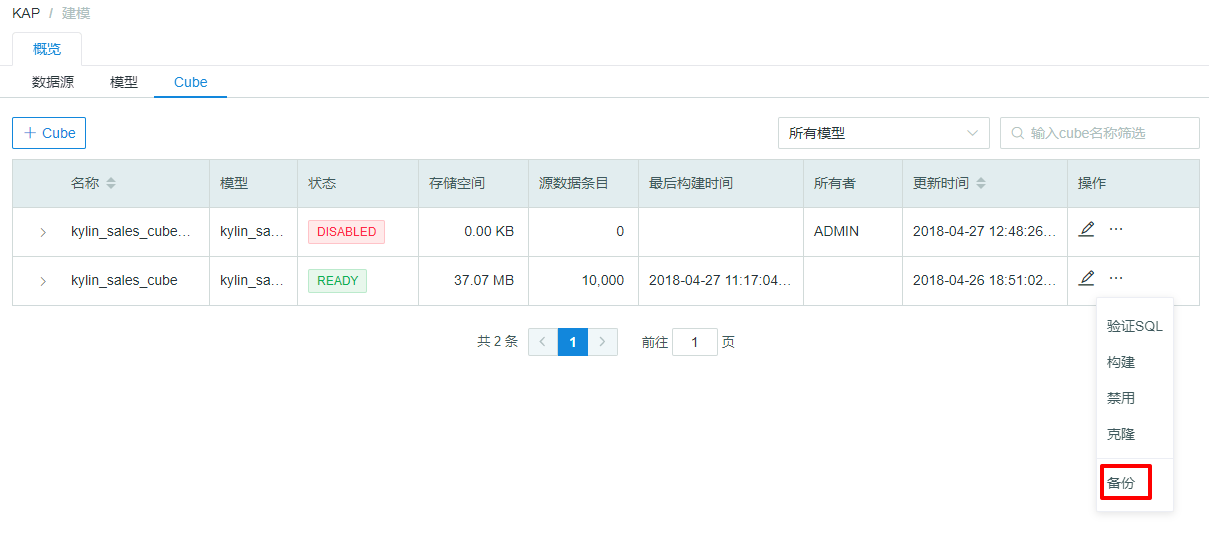 KAP / 建模
概览
数据源 模型 Cube
+ Cube 所有模型 输入cube名称筛选
名称 模型 状态 存储空间 源数据条目 最后构建时间 所有者 更新时间 操作
kylin_sales_cube... kylin_sa... DISABLED 0.00 KB 0 ADMIN 2018-04-27 12:48:26... ...
kylin_sales_cube kylin_sa... READY 37.07 MB 10,000 2018-04-27 11:17:04... 2018-04-26 18:51:02... ...
共 2 条 < 1 > 前往 1 页
验证SQL
构建
禁用
克隆
备份